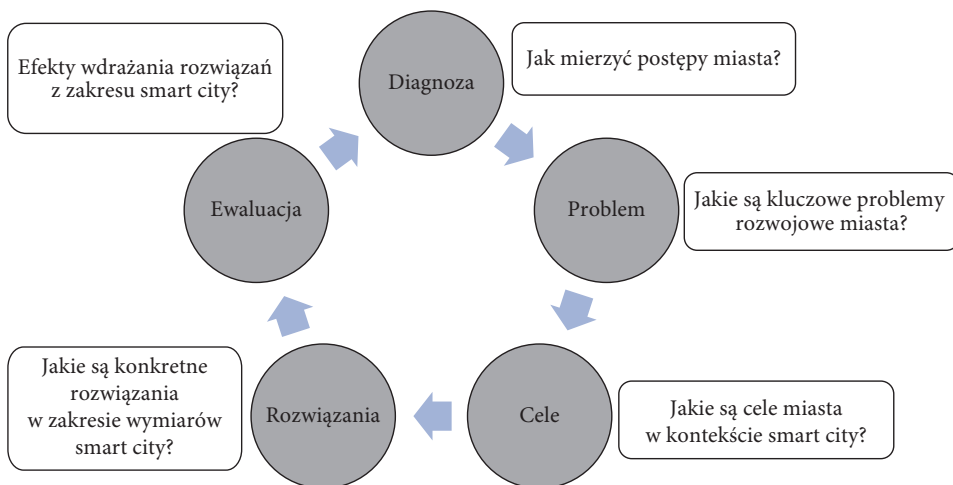 Efekty wdrażania rozwiązań
z zakresu smart city?
Diagnoza
Jak mierzyć postępy miasta?
Ewaluacja
Problem
Jakie są kluczowe problemy
rozwojowe miasta?
Jakie są konkretne
rozwiązania
w zakresie wymiarów
smart city?
Rozwiązania
Cele
Jakie są cele miasta
w kontekście smart city?